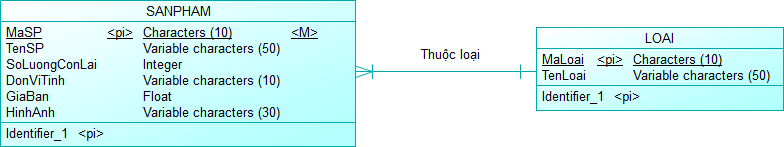 SANPHAM
MaSP <pi> Characters (10) <M>
TenSP Variable characters (50)
SoLuongConLai Integer
DonViTinh Variable characters (10)
GiaBan Float
HinhAnh Variable characters (30)
Identifier_1 <pi>
Thuộc loại
LOAI
MaLoai <pi> Characters (10)
TenLoai Variable characters (50)
Identifier_1 <pi>